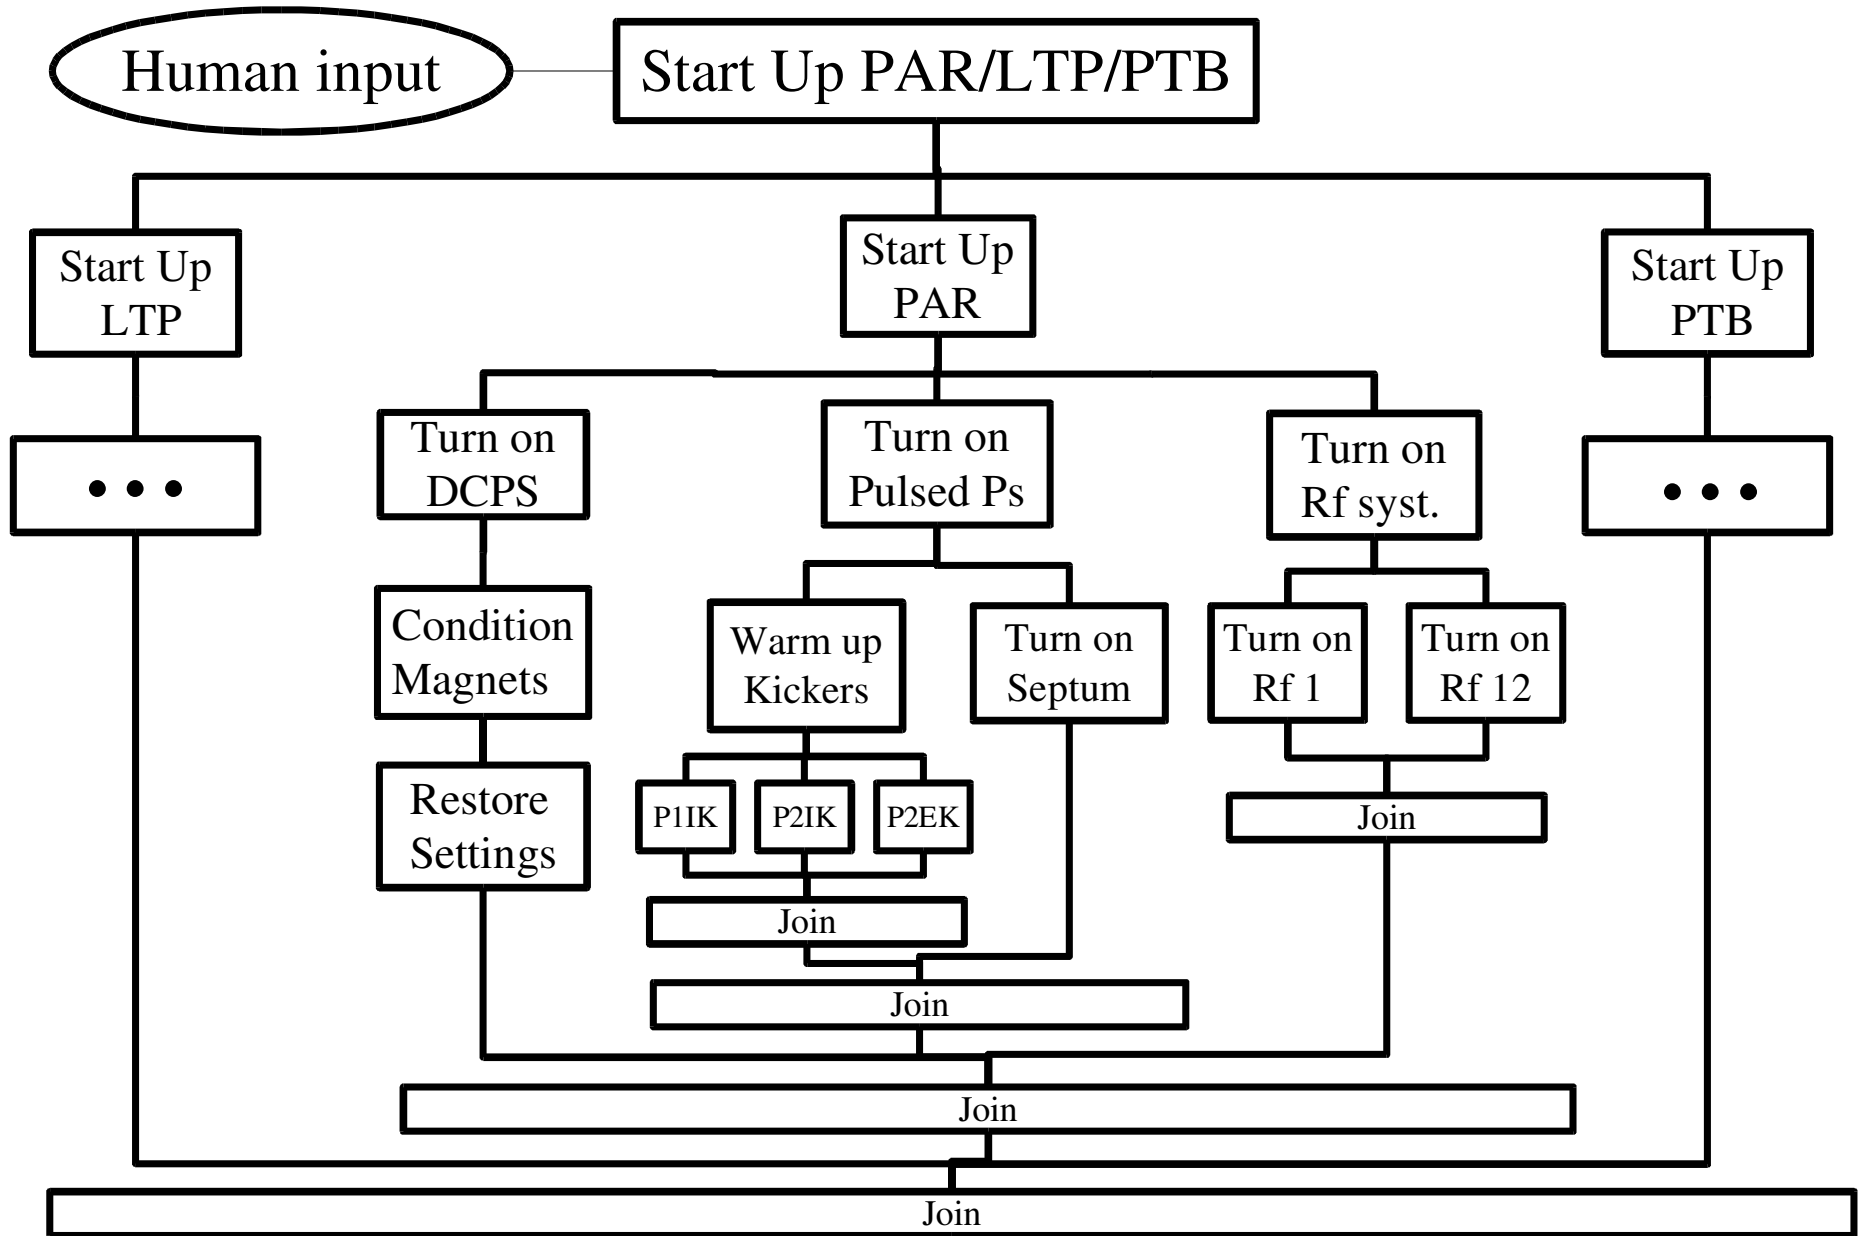 Human input
Start Up PAR/LTP/PTB
Start Up
LTP
Start Up
PAR
Start Up
PTB
• • •
Turn on
DCPS
Turn on
Pulsed Ps
Turn on
Rf syst.
• • •
Condition
Magnets
Warm up
Kickers
Turn on
Septum
Turn on
Rf 1
Turn on
Rf 12
Restore
Settings
P1IK
P2IK
P2EK
Join
Join
Join
Join
Join